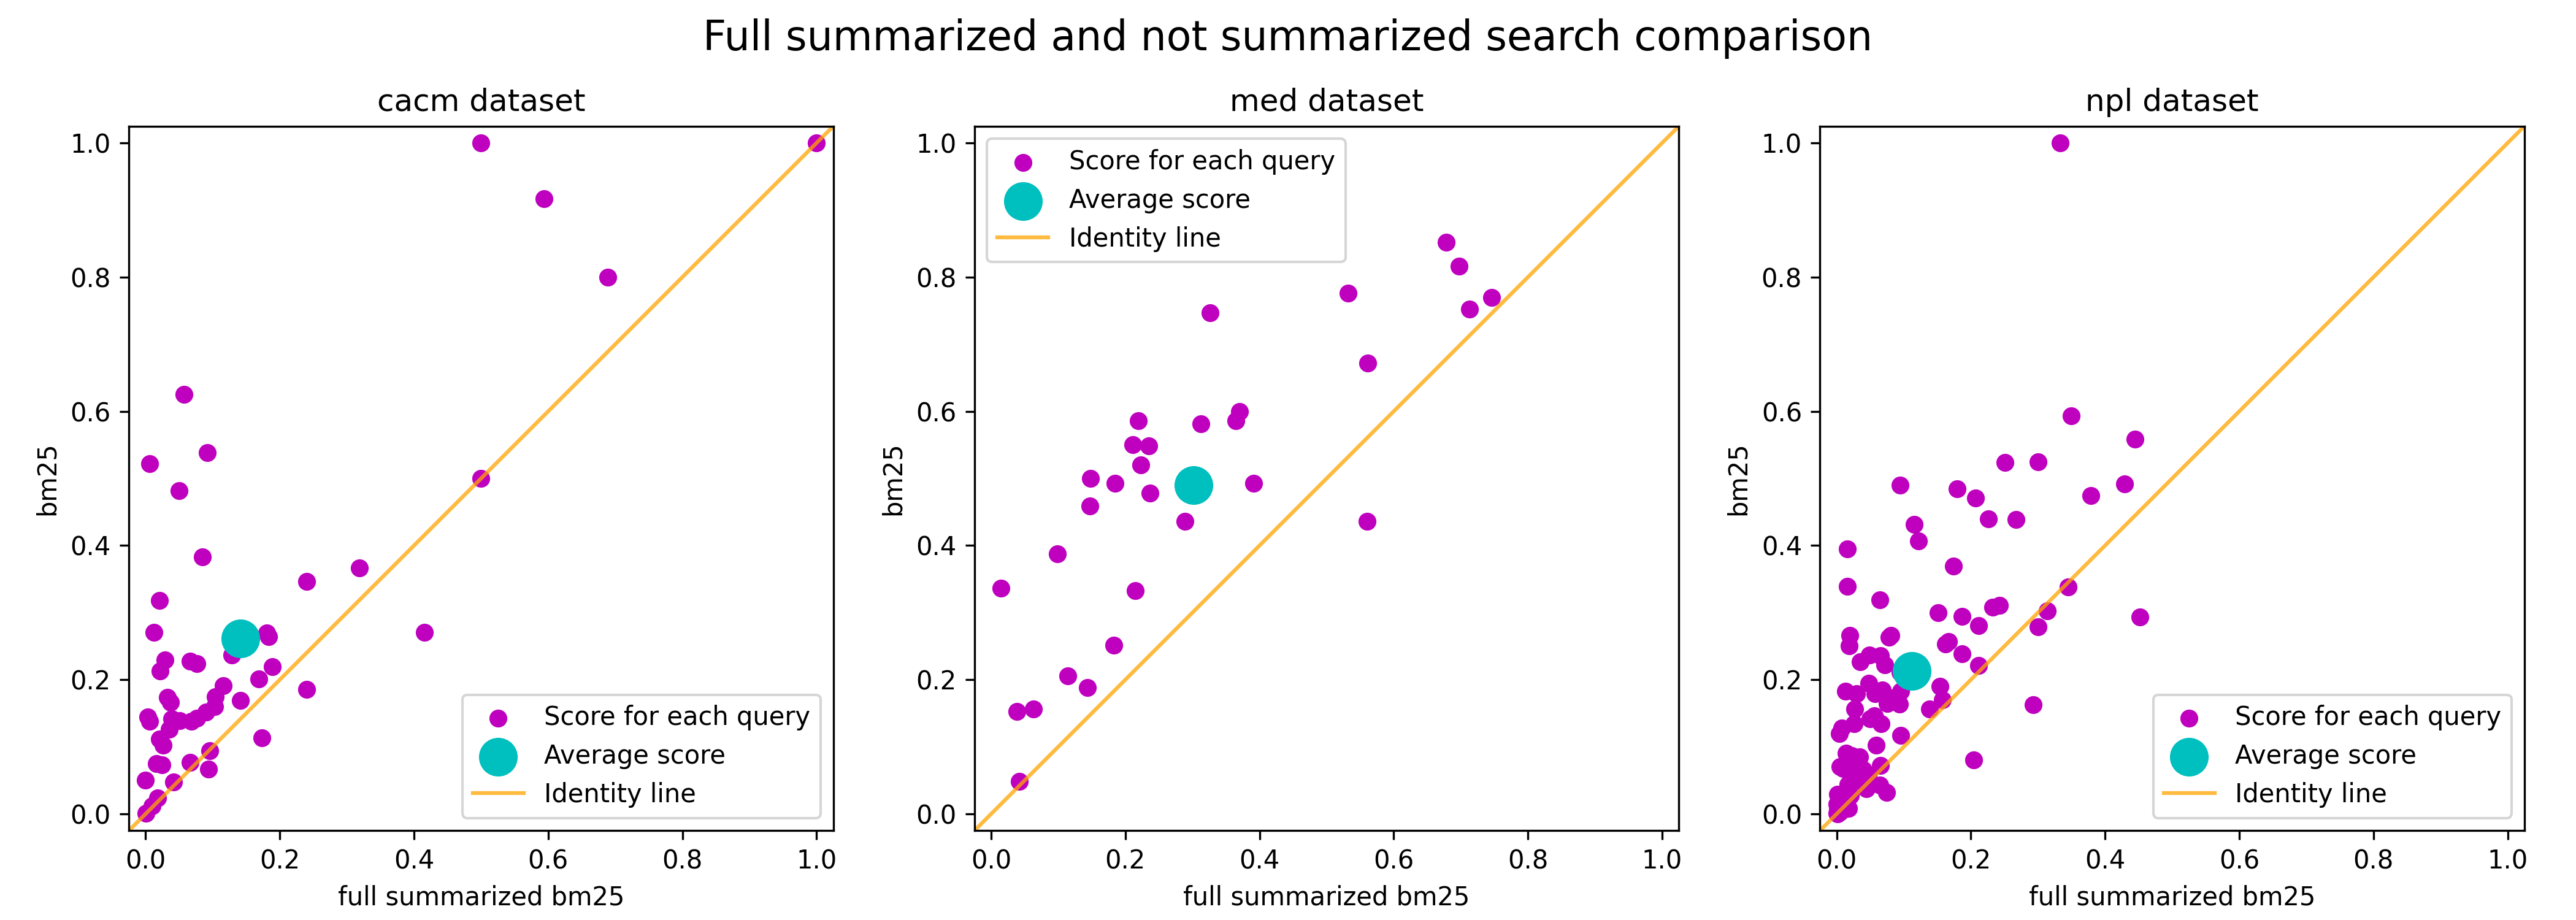 Full summarized and not summarized search comparison
cacm dataset
1.0
0.8
0.6
0.4
0.2
0.0
bm25
Score for each query
Average score
Identity line
0.0 0.2 0.4 0.6 0.8 1.0
full summarized bm25
med dataset
1.0
0.8
0.6
0.4
0.2
0.0
bm25
Score for each query
Average score
Identity line
0.0 0.2 0.4 0.6 0.8 1.0
full summarized bm25
npl dataset
1.0
0.8
0.6
0.4
0.2
0.0
bm25
Score for each query
Average score
Identity line
0.0 0.2 0.4 0.6 0.8 1.0
full summarized bm25